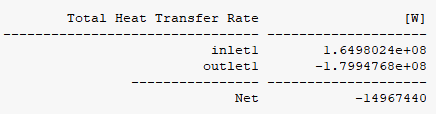 Total Heat Transfer Rate [W]
-------------------------------- --------------------
inlet1 1.6498024e+08
outlet1 -1.7994768e+08
---------------- --------------------
Net -14967440